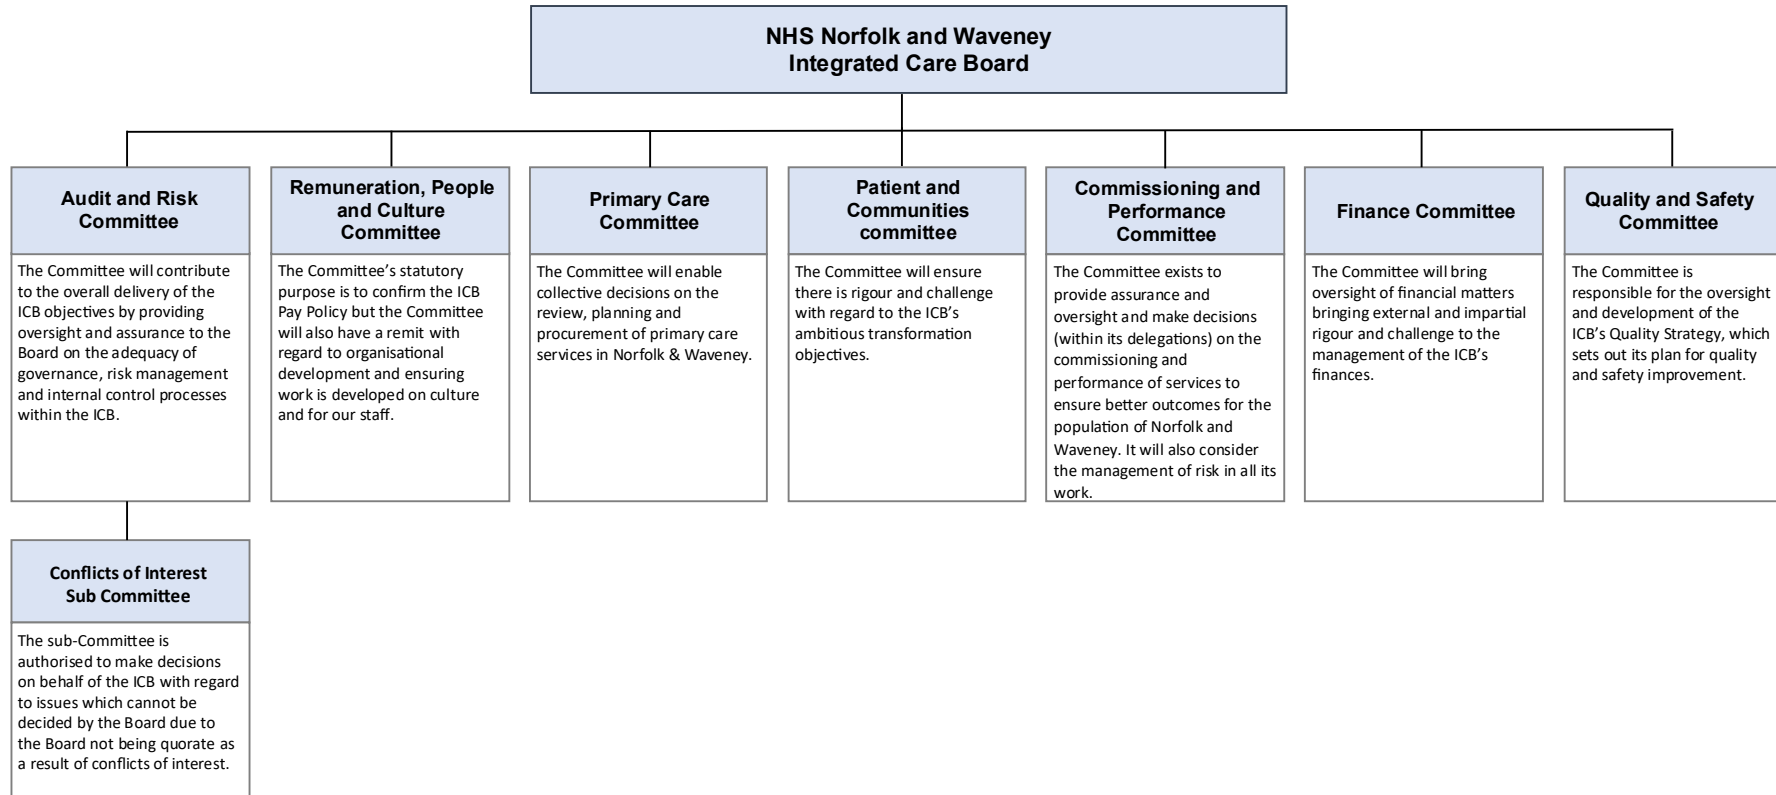 NHS Norfolk and Waveney
Integrated Care Board
Audit and Risk
Committee
The Committee will contribute
to the overall delivery of the
ICB objectives by providing
oversight and assurance to the
Board on the adequacy of
governance, risk management
and internal control processes
within the ICB.
Remuneration, People
and Culture
Committee
The Committee’s statutory
purpose is to confirm the ICB
Pay Policy but the Committee
will also have a remit with
regard to organisational
development and ensuring
work is developed on culture
and for our staff.
Primary Care
Committee
The Committee will enable
collective decisions on the
review, planning and
procurement of primary care
services in Norfolk & Waveney.
Patient and
Communities
committee
The Committee will ensure
there is rigour and challenge
with regard to the ICB’s
ambitious transformation
objectives.
Commissioning and
Performance
Committee
The Committee exists to
provide assurance and
oversight and make decisions
(within its delegations) on the
commissioning and
performance of services to
ensure better outcomes for the
population of Norfolk and
Waveney. It will also consider
the management of risk in all its
work.
Finance Committee
The Committee will bring
oversight of financial matters
bringing external and impartial
rigour and challenge to the
management of the ICB’s
finances.
Quality and Safety
Committee
The Committee is
responsible for the oversight
and development of the
ICB’s Quality Strategy, which
sets out its plan for quality
and safety improvement.
Conflicts of Interest
Sub Committee
The sub-Committee is
authorised to make decisions
on behalf of the ICB with regard
to issues which cannot be
decided by the Board due to
the Board not being quorate as
a result of conflicts of interest.